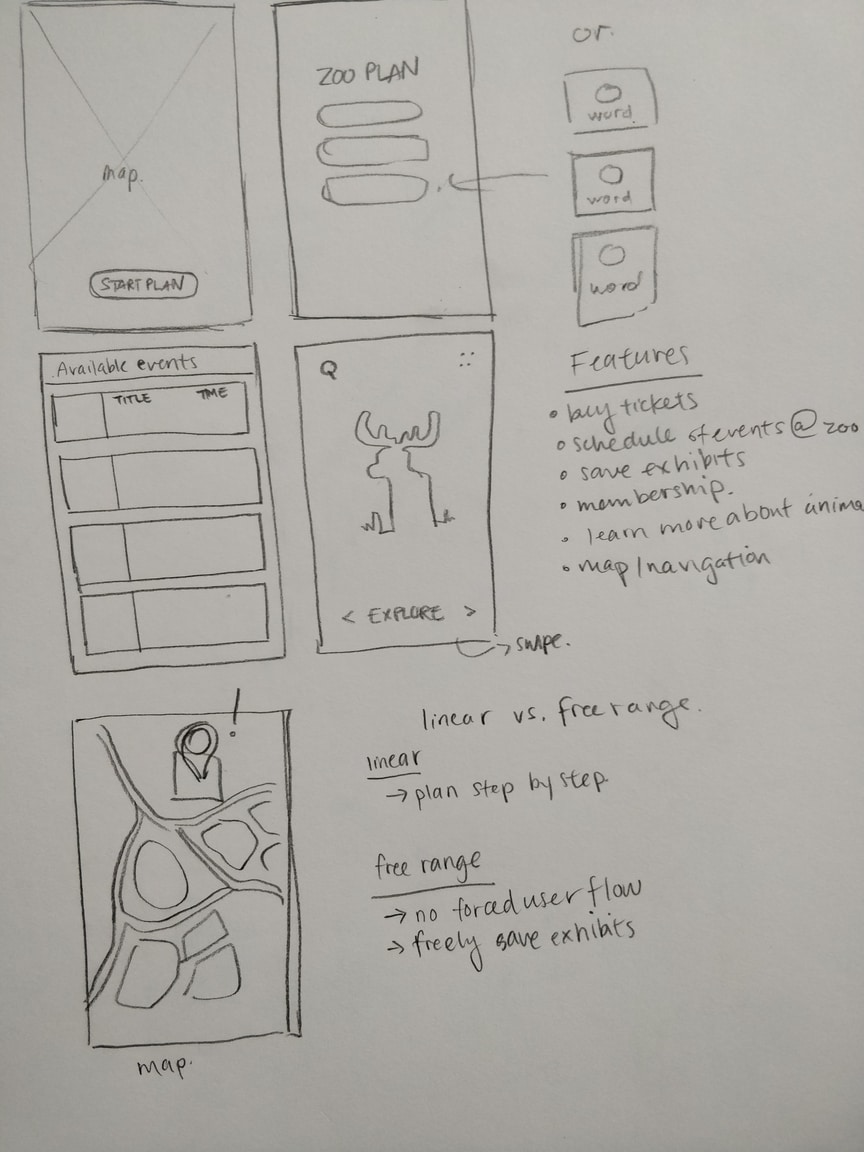 map.
START PLAN
ZOO PLAN
or.
word.
word
word
Available events
TITLE TIME
Q
< EXPLORE >
→ swipe.
Features
• buy tickets
• schedule of events @ zoo
• save exhibits
• membership.
• learn more about anima
• map / navigation
!
map.
linear vs. free range.
linear
→ plan step by step
free range
→ no forced user flow
→ freely save exhibits